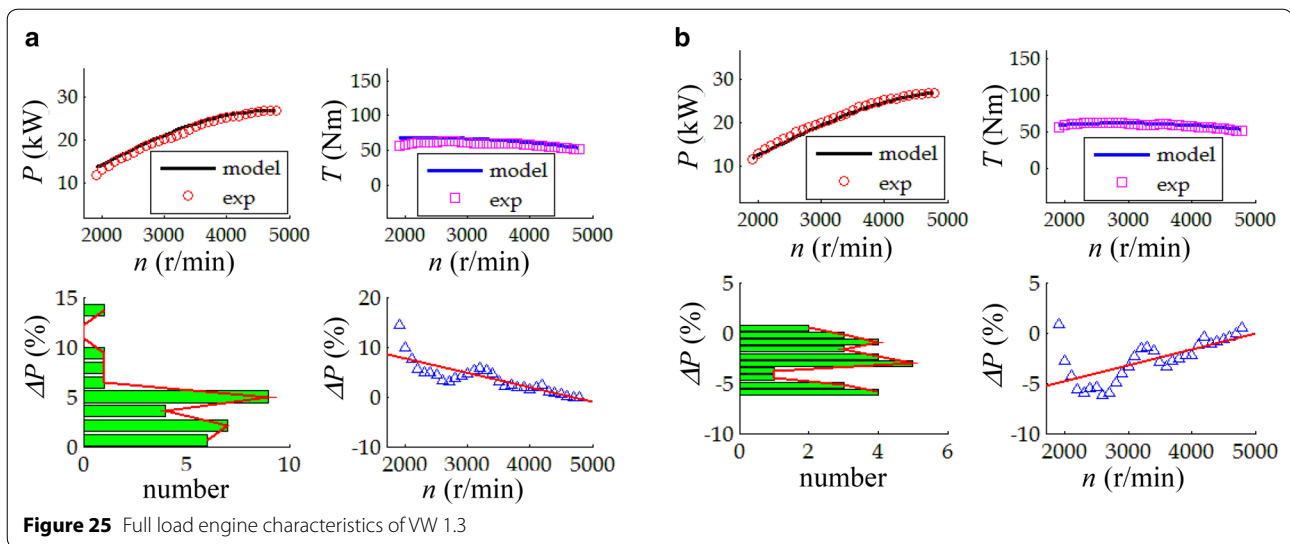 a
P (kW)
30
20
10
model
exp
2000 3000 4000 5000
n (r/min)
T (Nm)
150
100
50
0
model
exp
2000 3000 4000 5000
n (r/min)
ΔP (%)
15
10
5
0
0 5 10
number
ΔP (%)
20
10
0
-10
2000 3000 4000 5000
n (r/min)
b
P (kW)
30
20
10
model
exp
2000 3000 4000 5000
n (r/min)
T (Nm)
150
100
50
0
model
exp
2000 3000 4000 5000
n (r/min)
ΔP (%)
5
0
-5
-10
0 2 4 6
number
ΔP (%)
5
0
-5
-10
2000 3000 4000 5000
n (r/min)
Figure 25 Full load engine characteristics of VW 1.3